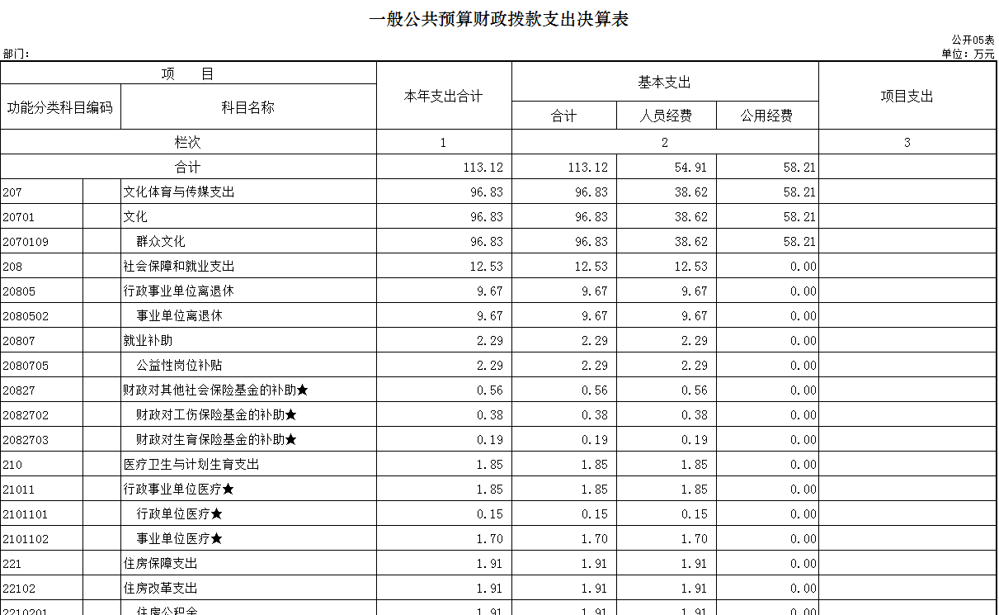 一般公共预算财政拨款支出决算表
公开05表
部门：
单位：万元
项 目
本年支出合计
基本支出
项目支出
功能分类科目编码
科目名称
合计
人员经费
公用经费
栏次 1 2 3
合计 113.12 113.12 54.91 58.21
207 文化体育与传媒支出 96.83 96.83 38.62 58.21
20701 文化 96.83 96.83 38.62 58.21
2070109 群众文化 96.83 96.83 38.62 58.21
208 社会保障和就业支出 12.53 12.53 12.53 0.00
20805 行政事业单位离退休 9.67 9.67 9.67 0.00
2080502 事业单位离退休 9.67 9.67 9.67 0.00
20807 就业补助 2.29 2.29 2.29 0.00
2080705 公益性岗位补贴 2.29 2.29 2.29 0.00
20827 财政对其他社会保险基金的补助★ 0.56 0.56 0.56 0.00
2082702 财政对工伤保险基金的补助★ 0.38 0.38 0.38 0.00
2082703 财政对生育保险基金的补助★ 0.19 0.19 0.19 0.00
210 医疗卫生与计划生育支出 1.85 1.85 1.85 0.00
21011 行政事业单位医疗★ 1.85 1.85 1.85 0.00
2101101 行政单位医疗★ 0.15 0.15 0.15 0.00
2101102 事业单位医疗★ 1.70 1.70 1.70 0.00
221 住房保障支出 1.91 1.91 1.91 0.00
22102 住房改革支出 1.91 1.91 1.91 0.00
2210201 住房公积金 1.91 1.91 1.91 0.00